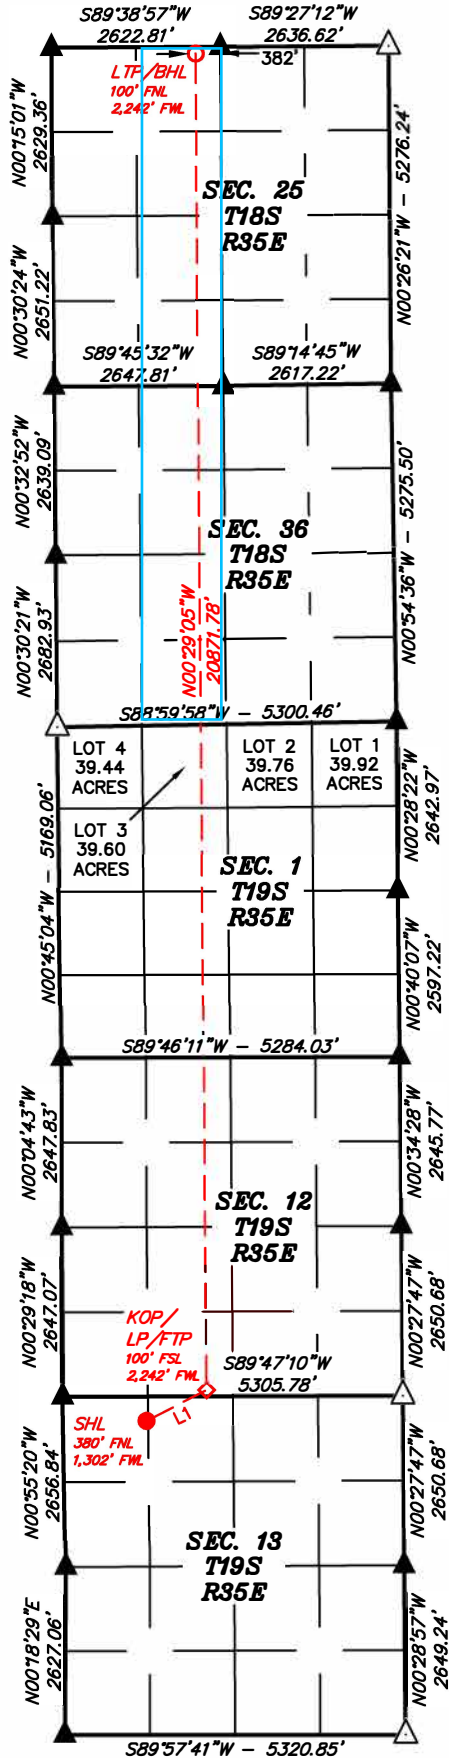 S89°38'57"W
2622.81'
S89°27'12"W
2636.62'
382'
LTP/BHL
100' FNL
2,242' FWL
N00°15'01"W
2629.36'
N00°26'21"W - 5276.24'
SEC. 25
T18S
R35E
N00°30'24"W
2651.22'
S89°45'32"W
2647.81'
S89°14'45"W
2617.22'
N00°32'52"W
2639.09'
N00°54'36"W - 5275.50'
SEC. 36
T18S
R35E
N00°29'05"W
20871.78'
N00°30'21"W
2682.93'
S88°59'58"W - 5300.46'
LOT 4
39.44
ACRES
LOT 2
39.76
ACRES
LOT 1
39.92
ACRES
LOT 3
39.60
ACRES
N00°28'22"W
2642.97'
N00°45'04"W - 5169.06'
SEC. 1
T19S
R35E
N00°40'07"W
2597.22'
S89°46'11"W - 5284.03'
N00°04'43"W
2647.83'
N00°34'28"W
2645.77'
SEC. 12
T19S
R35E
N00°29'18"W
2647.07'
N00°27'47"W
2650.68'
KOP/
LP/FTP
100' FSL
2,242' FWL
S89°47'10"W
5305.78'
L1
SHL
380' FNL
1,302' FWL
N00°55'20"W
2656.84'
N00°27'47"W
2650.68'
SEC. 13
T19S
R35E
N00°18'29"E
2627.06'
N00°28'57"W
2649.24'
S89°57'41"W - 5320.85'